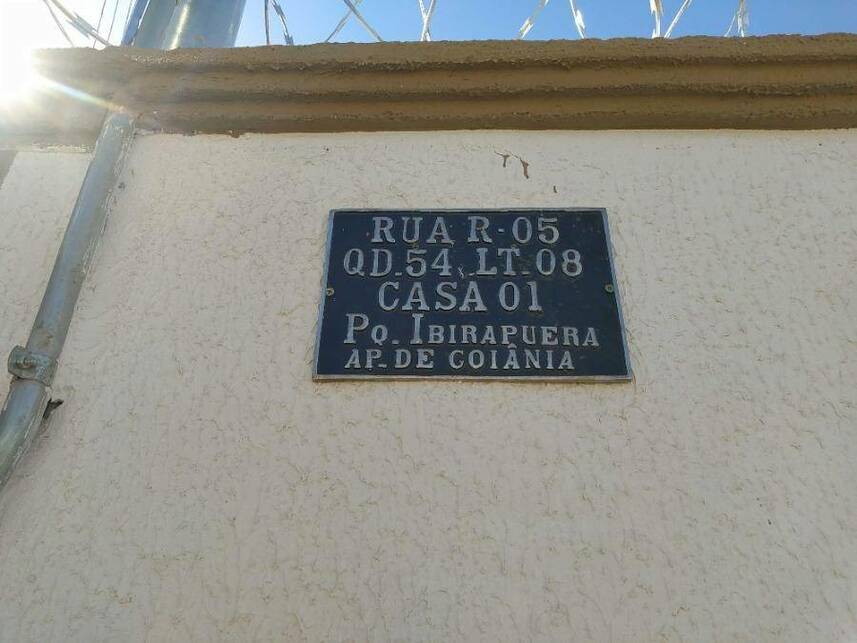 RUA R-05
QD-54 LT-08
CASA 01
PQ. IBIRAPUERA
AP- DE GOIÂNIA